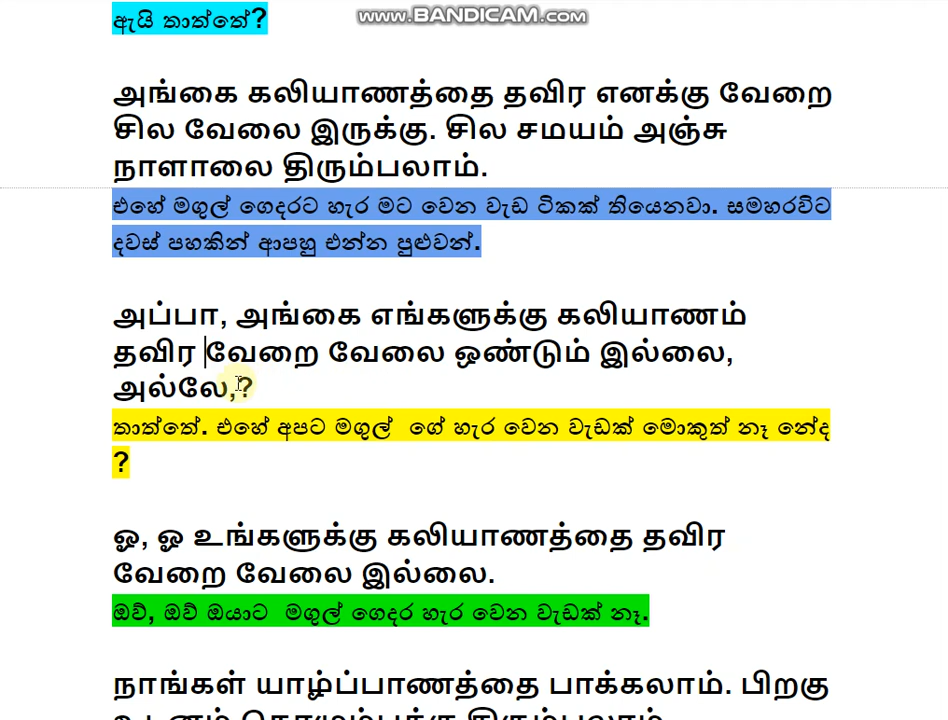 www.BANDICAM.com
ඇයි තාත්තේ?
அங்கை கலியாணத்தை தவிர எனக்கு வேறை
சில வேலை இருக்கு. சில சமயம் அஞ்சு
நாளாலை திரும்பலாம்.
එහේ මගුල් ගෙදරට හැර මට වෙන වැඩ ටිකක් තියෙනවා. සමහරවිට
දවස් පහකින් ආපහු එන්න පුළුවන්.
அப்பா, அங்கை எங்களுக்கு கலியாணம்
தவிர வேறை வேலை ஒண்டும் இல்லை,
அல்லே,?
තාත්තේ. එහේ අපට මගුල් ගේ හැර වෙන වැඩක් මොකුත් නෑ නේද
?
ஓ, ஓ உங்களுக்கு கலியாணத்தை தவிர
வேறை வேலை இல்லை.
ඔව්, ඔව් ඔයාට මගුල් ගෙදර හැර වෙන වැඩක් නෑ.
நாங்கள் யாழ்ப்பாணத்தை பாக்கலாம். பிறகு